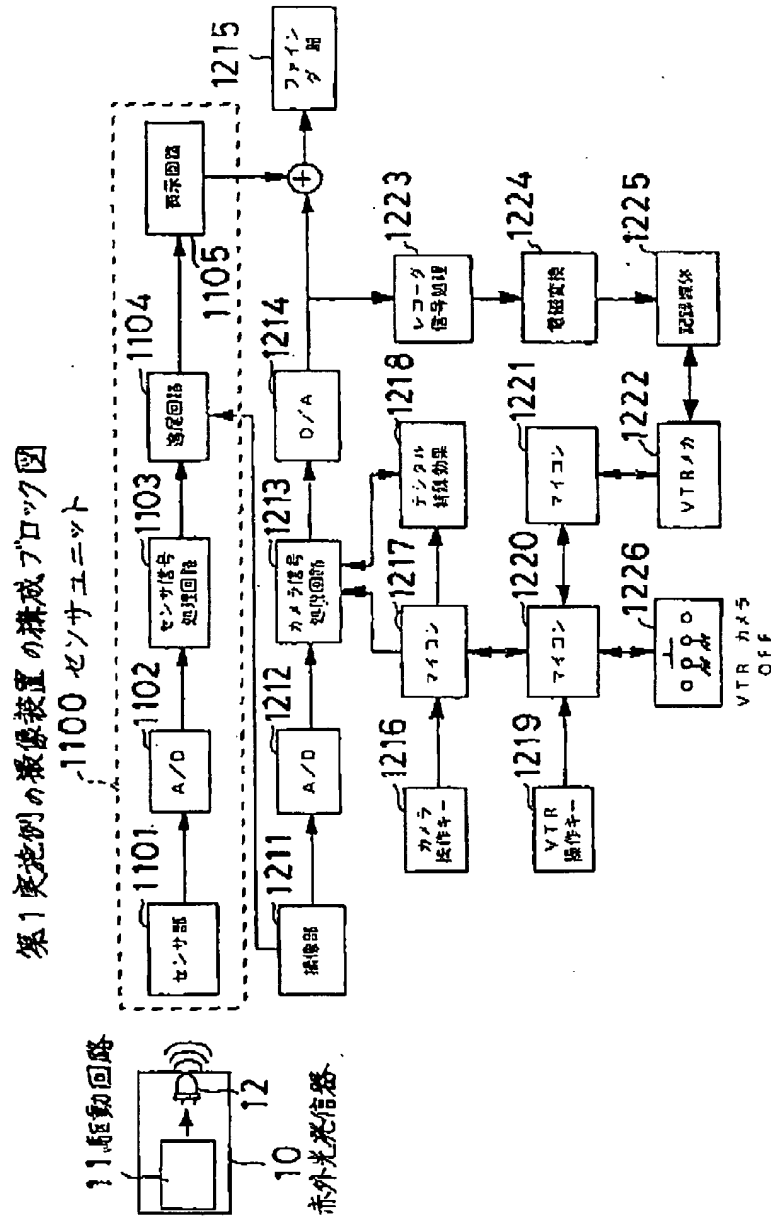 第1実施例の撮像装置の構成ブロック図
1100 センサユニット
11 駆動回路
12
10
赤外光発信器
1101
センサ部
1102
A/D
1103
センサ信号
処理回路
1104
追尾回路
1105
表示回路
1211
撮像部
1212
A/D
1213
カメラ信号
処理回路
1214
D/A
+
1215
ファイン
ダ部
1216
カメラ
操作キー
1217
マイコン
1218
デジタル
特殊効果
1219
VTR
操作キー
1220
マイコン
1221
マイコン
1222
VTRメカ
1223
レコーダ
信号処理
1224
電磁変換
1225
記録媒体
1226
VTR カメラ
OFF